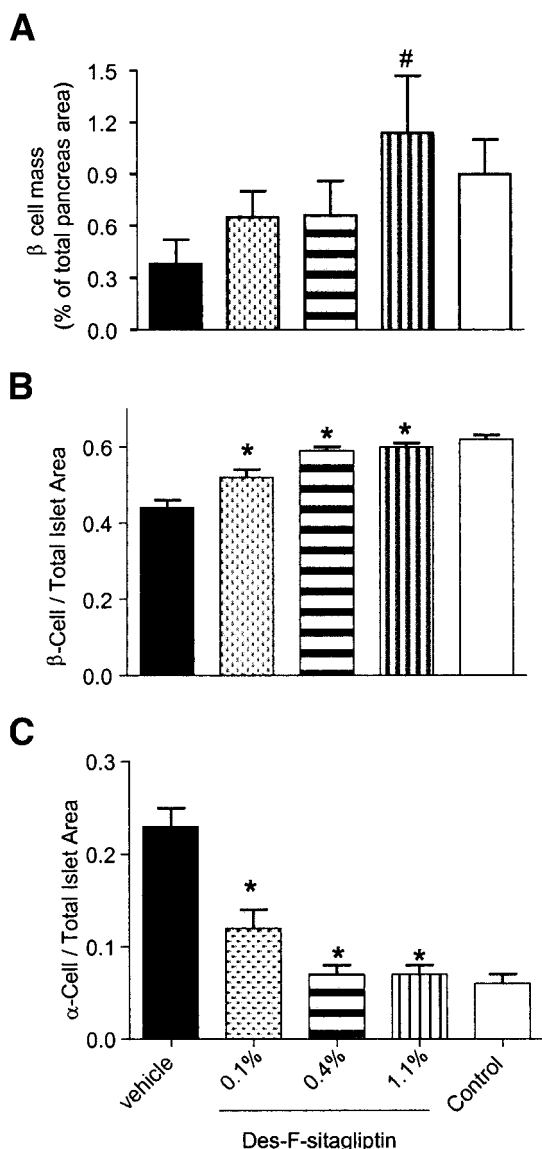 A
1.5
#
1.2
0.9
0.6
0.3
0.0
β cell mass
(% of total pancreas area)
B
0.6
0.4
0.2
0.0
* * *
β-Cell / Total Islet Area
C
0.3
0.2
0.1
0.0
* * *
α-Cell / Total Islet Area
vehicle 0.1% 0.4% 1.1% Control
Des-F-sitagliptin